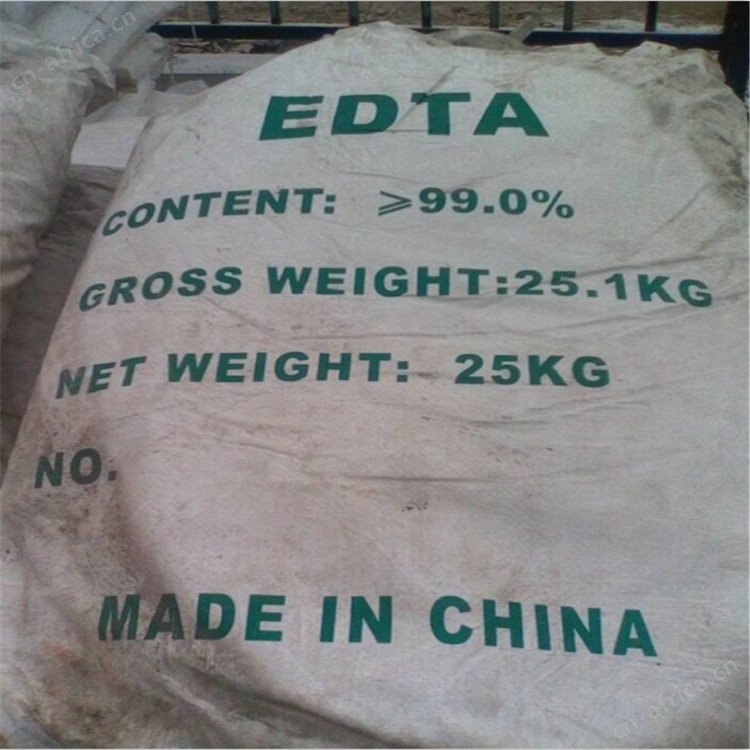 EDTA
CONTENT: ⩾99.0%
GROSS WEIGHT:25.1KG
NET WEIGHT: 25KG
NO.
MADE IN CHINA